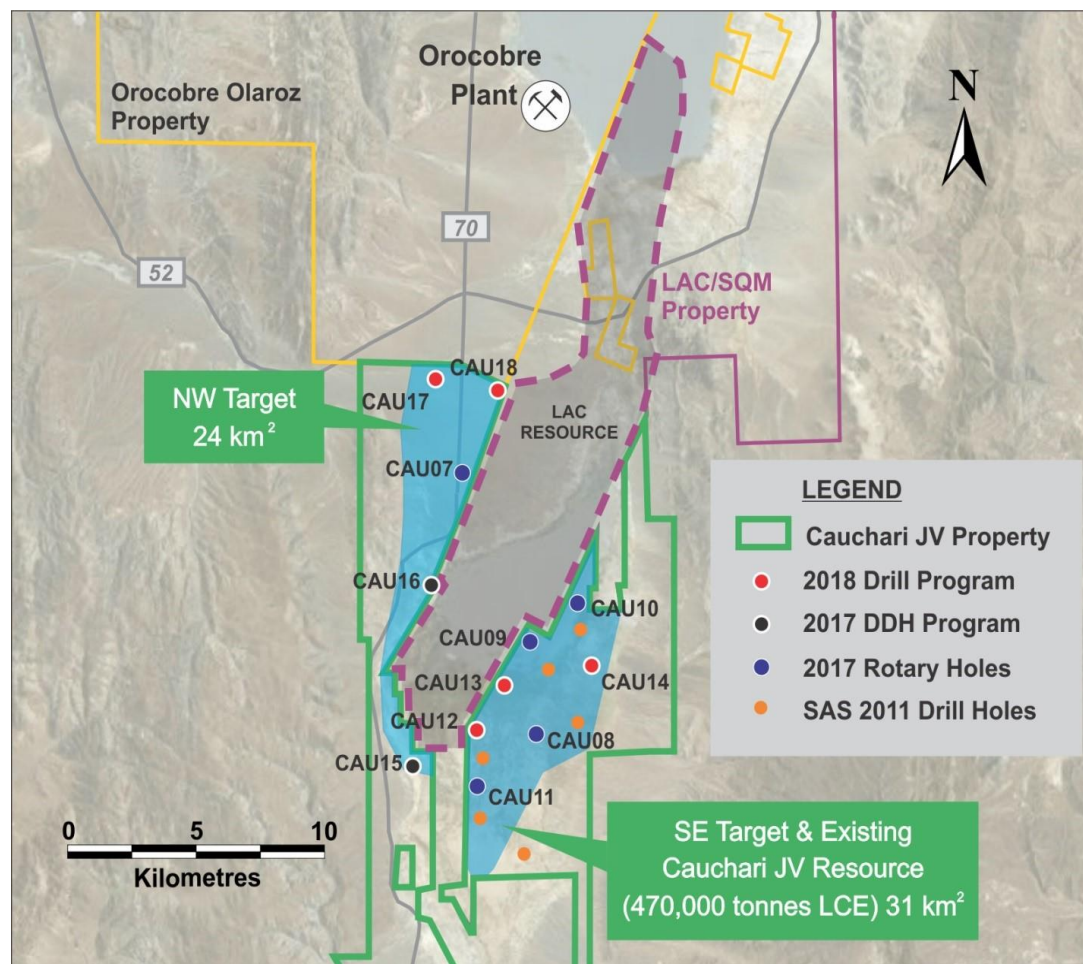 Orocobre
Plant
Orocobre Olaroz
Property
N
70
52
LAC/SQM
Property
CAU18
CAU17
NW Target
24 km²
LAC
RESOURCE
CAU07
LEGEND
Cauchari JV Property
2018 Drill Program
2017 DDH Program
2017 Rotary Holes
SAS 2011 Drill Holes
CAU16
CAU10
CAU09
CAU13
CAU14
CAU12
CAU08
CAU15
CAU11
0 5 10
Kilometres
SE Target & Existing
Cauchari JV Resource
(470,000 tonnes LCE) 31 km²